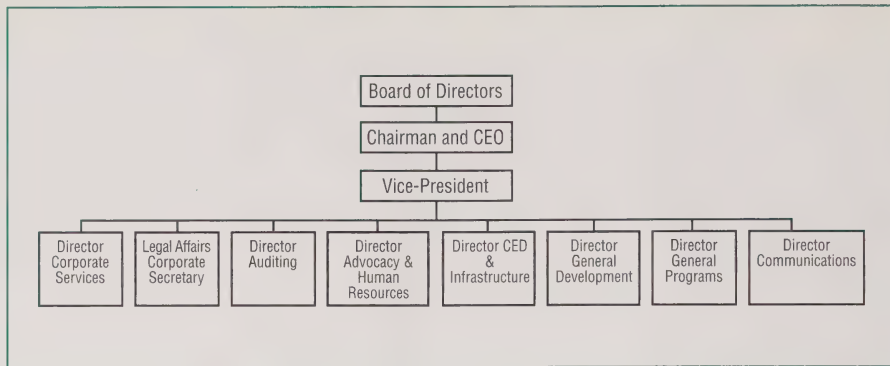 Board of Directors
Chairman and CEO
Vice-President
Director
Corporate
Services
Legal Affairs
Corporate
Secretary
Director
Auditing
Director
Advocacy &
Human
Resources
Director CED
&
Infrastructure
Director
General
Development
Director
General
Programs
Director
Communications